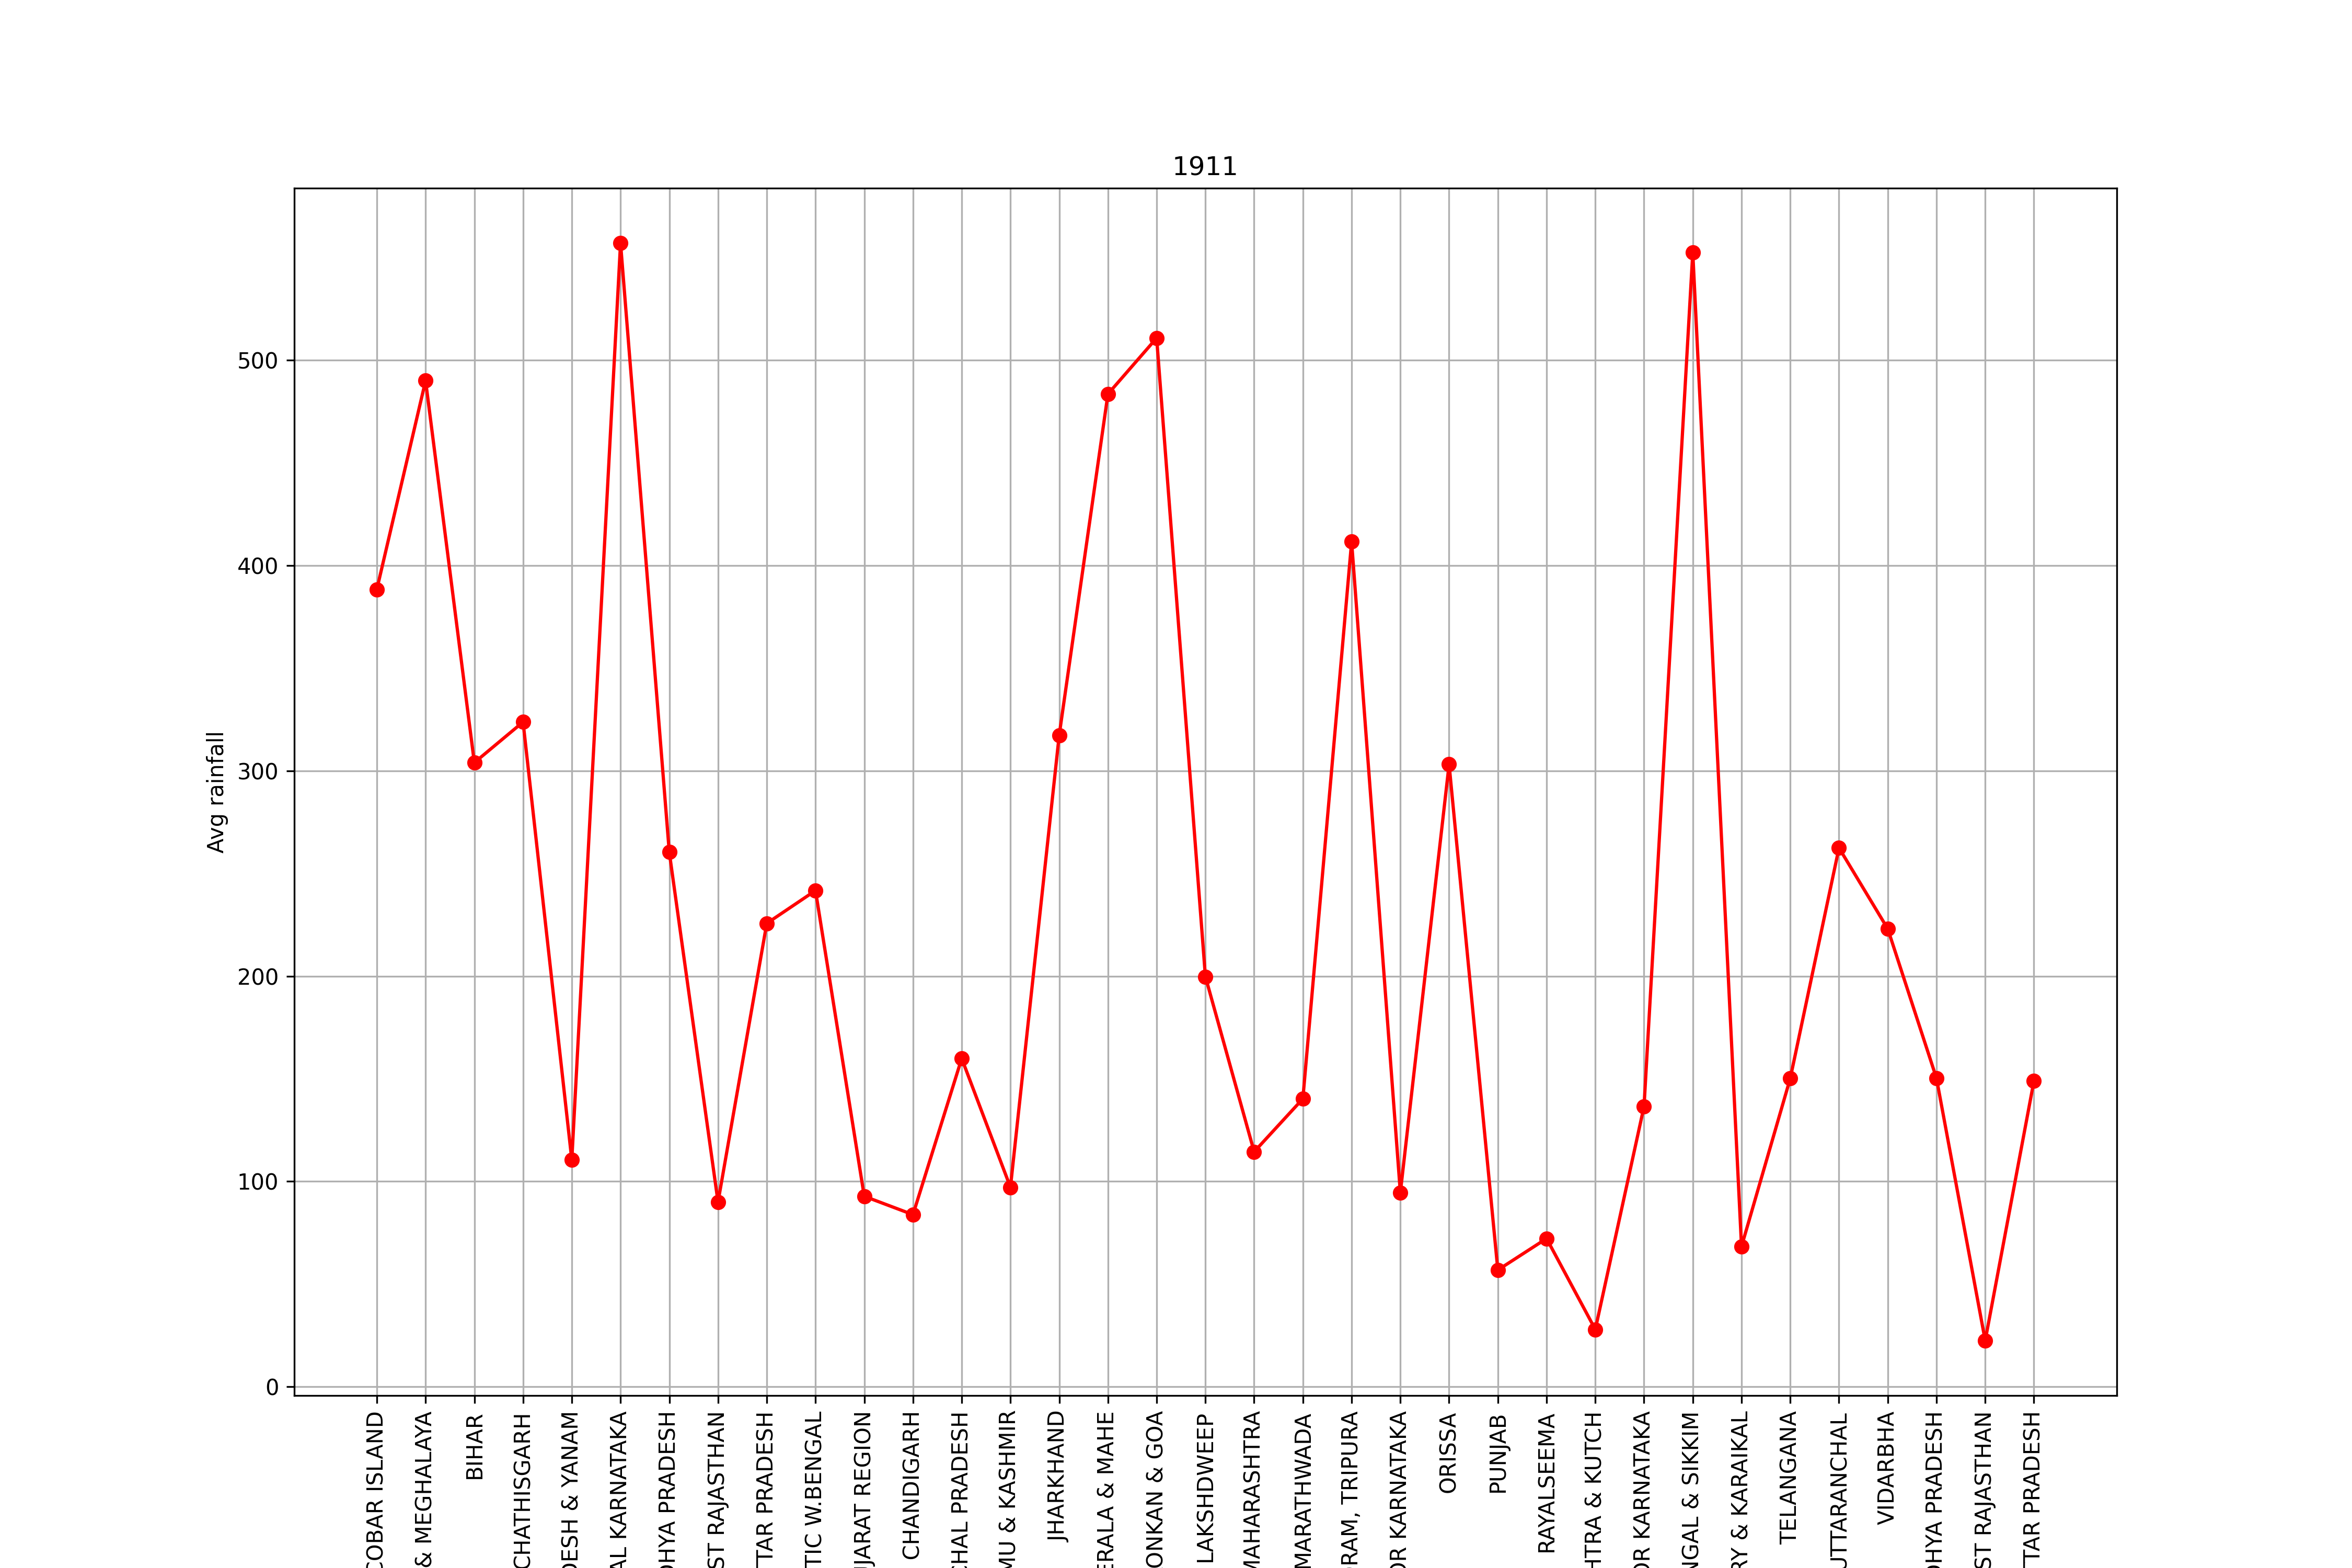 1911
Avg rainfall
500
400
300
200
100
0
COBAR ISLAND
& MEGHALAYA
BIHAR
CHATHISGARH
DESH & YANAM
AL KARNATAKA
DHYA PRADESH
ST RAJASTHAN
TTAR PRADESH
TIC W.BENGAL
JARAT REGION
CHANDIGARH
CHAL PRADESH
MU & KASHMIR
JHARKHAND
ERALA & MAHE
ONKAN & GOA
LAKSHDWEEP
MAHARASHTRA
MARATHWADA
RAM, TRIPURA
OR KARNATAKA
ORISSA
PUNJAB
RAYALSEEMA
HTRA & KUTCH
OR KARNATAKA
NGAL & SIKKIM
RY & KARAIKAL
TELANGANA
UTTARANCHAL
VIDARBHA
DHYA PRADESH
ST RAJASTHAN
TTAR PRADESH